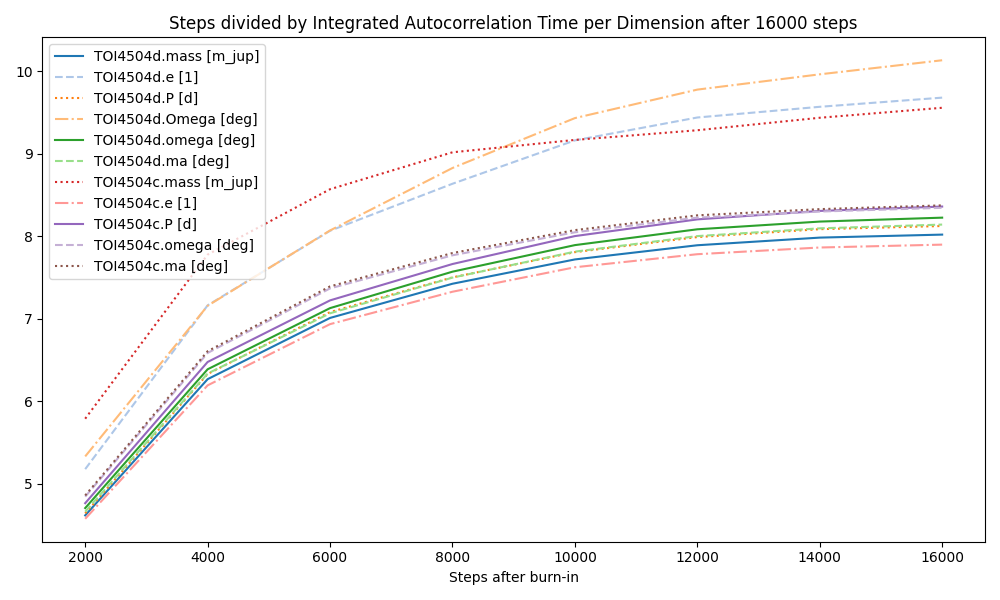 Steps divided by Integrated Autocorrelation Time per Dimension after 16000 steps
TOI4504d.mass [m_jup]
TOI4504d.e [1]
TOI4504d.P [d]
TOI4504d.Omega [deg]
TOI4504d.omega [deg]
TOI4504d.ma [deg]
TOI4504c.mass [m_jup]
TOI4504c.e [1]
TOI4504c.P [d]
TOI4504c.omega [deg]
TOI4504c.ma [deg]
10
9
8
7
6
5
2000 4000 6000 8000 10000 12000 14000 16000
Steps after burn-in